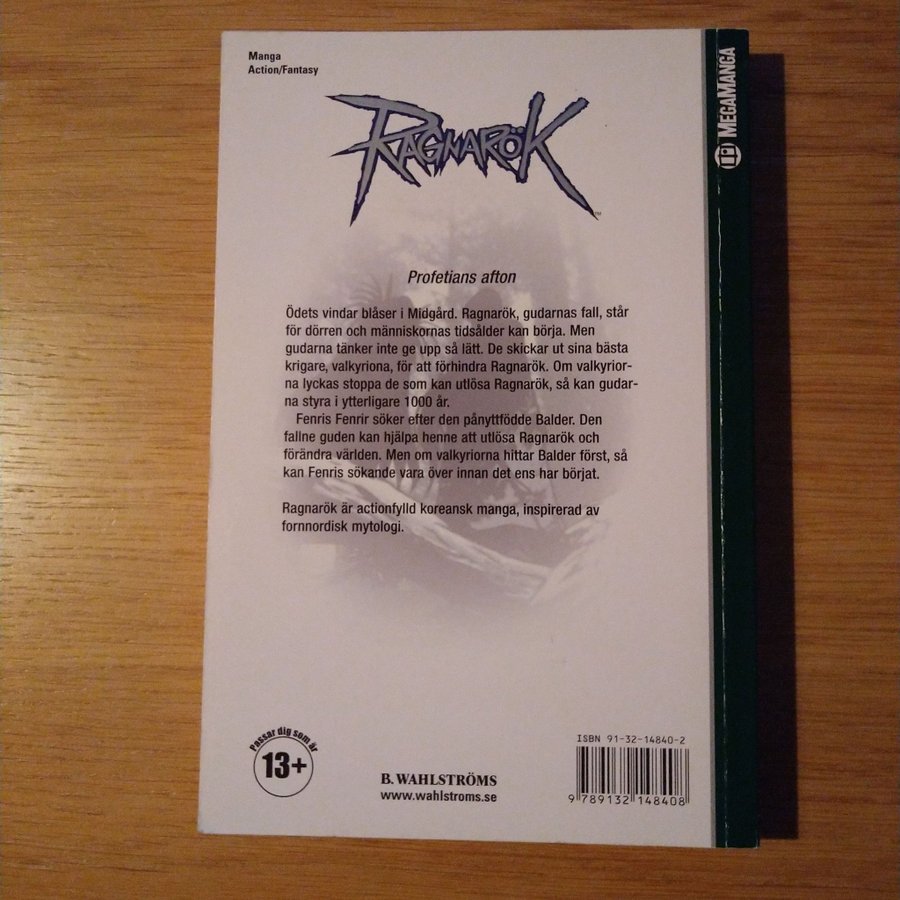 Manga
Action/Fantasy
RAGNARÖK
™
Profetians afton
Ödets vindar blåser i Midgård. Ragnarök, gudarnas fall, står
för dörren och människornas tidsålder kan börja. Men
gudarna tänker inte ge upp så lätt. De skickar ut sina bästa
krigare, valkyriona, för att förhindra Ragnarök. Om valkyrior-
na lyckas stoppa de som kan utlösa Ragnarök, så kan gudar-
na styra i ytterligare 1000 år.
Fenris Fenrir söker efter den pånyttfödde Balder. Den
fallne guden kan hjälpa henne att utlösa Ragnarök och
förändra världen. Men om valkyriorna hittar Balder först, så
kan Fenris sökande vara över innan det ens har börjat.
Ragnarök är actionfylld koreansk manga, inspirerad av
fornnordisk mytologi.
Passar dig som är
13+
B. WAHLSTRÖMS
www.wahlstroms.se
ISBN 91-32-14840-2
9 789132 148408
MEGAMANGA